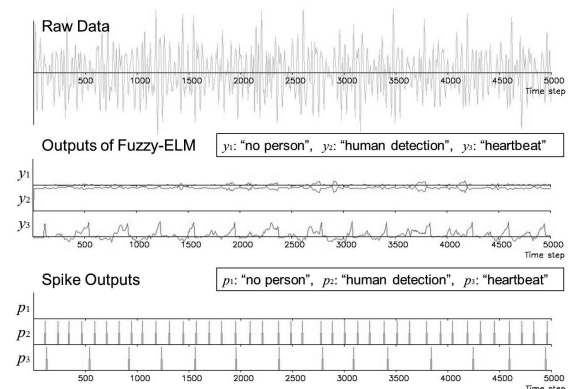 Raw Data
500 1000 1500 2000 2500 3000 3500 4000 4500 5000
Time step
Outputs of Fuzzy-ELM
y1: “no person”, y2: “human detection”, y3: “heartbeat”
y1
y2
y3
500 1000 1500 2000 2500 3000 3500 4000 4500 5000
Time step
Spike Outputs
p1: “no person”, p2: “human detection”, p3: “heartbeat”
p1
p2
p3
500 1000 1500 2000 2500 3000 3500 4000 4500 5000
Time step